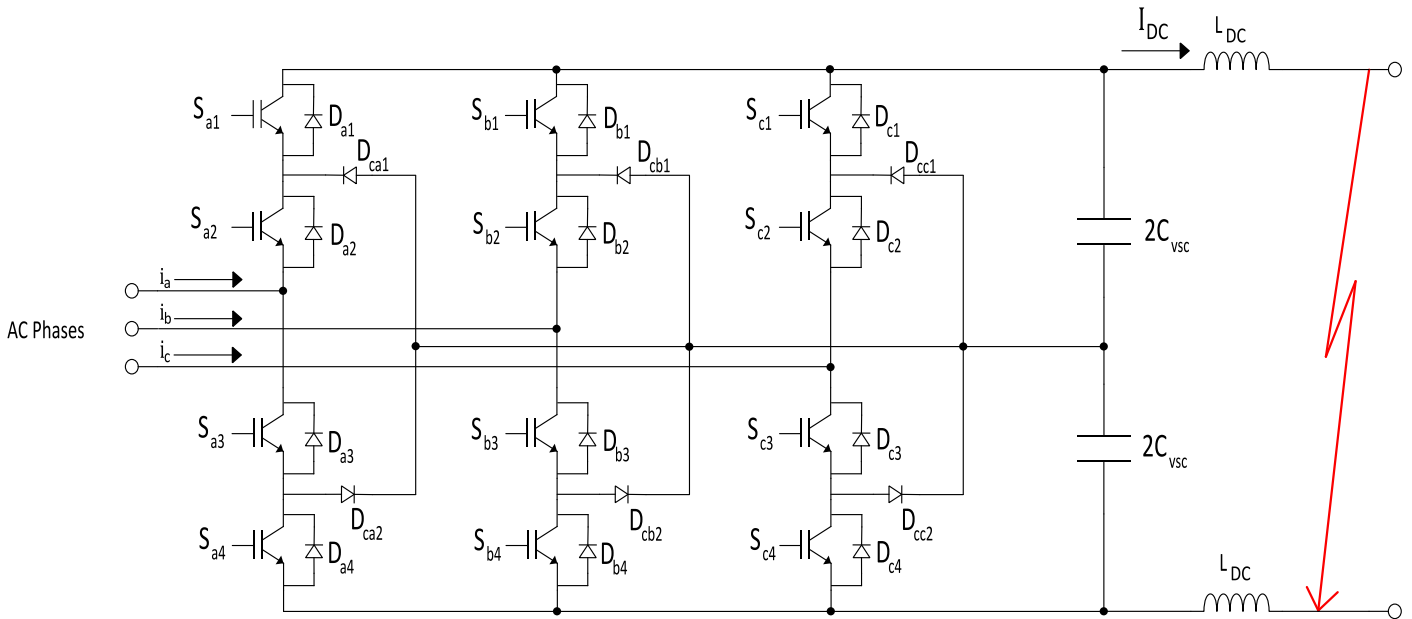 I_DC
L_DC
S_a1
D_a1
S_b1
D_b1
S_c1
D_c1
D_ca1
D_cb1
D_cc1
S_a2
D_a2
S_b2
D_b2
S_c2
D_c2
2C_vsc
i_a
i_b
AC Phases
i_c
S_a3
D_a3
S_b3
D_b3
S_c3
D_c3
2C_vsc
D_ca2
D_cb2
D_cc2
S_a4
D_a4
S_b4
D_b4
S_c4
D_c4
L_DC